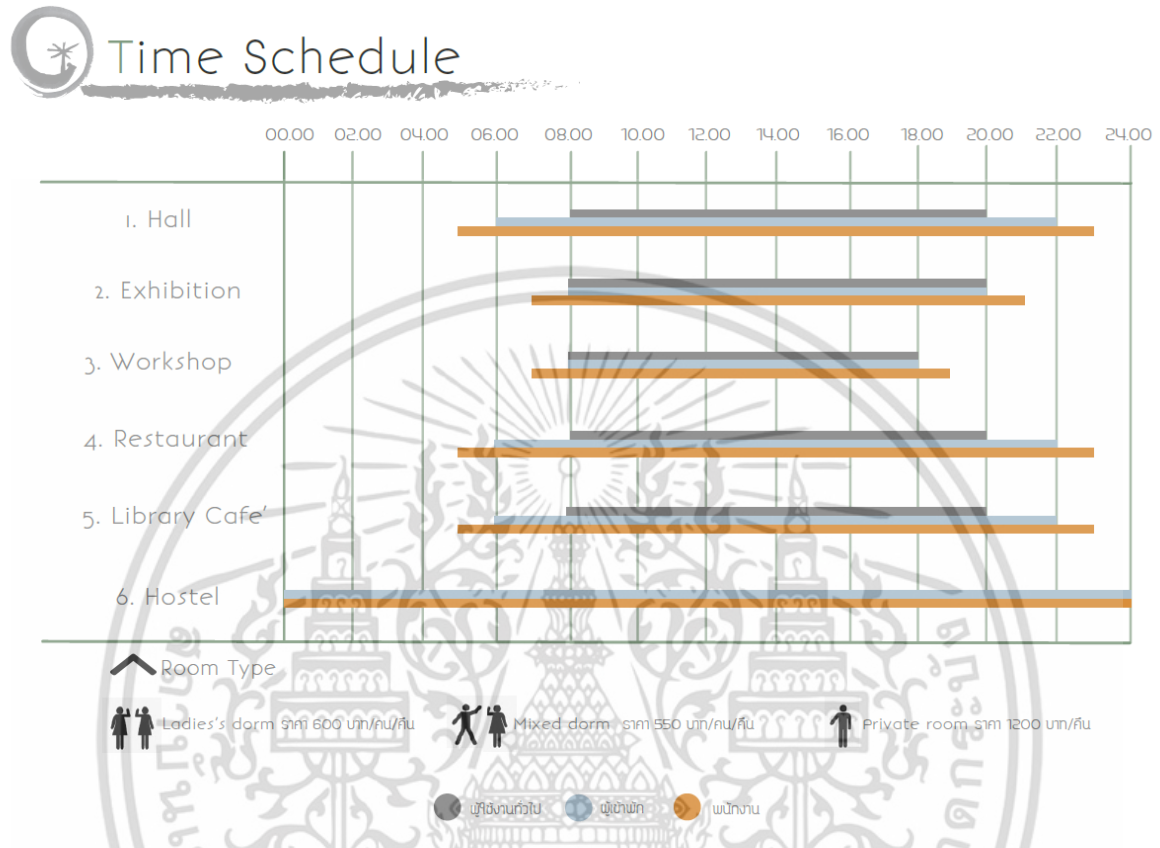 Time Schedule
00.00 02.00 04.00 06.00 08.00 10.00 12.00 14.00 16.00 18.00 20.00 22.00 24.00
1. Hall
2. Exhibition
3. Workshop
4. Restaurant
5. Library Cafe'
6. Hostel
Room Type
Ladies's dorm ราคา 600 บาท/คน/คืน Mixed dorm ราคา 550 บาท/คน/คืน Private room ราคา 1200 บาท/คืน
ผู้ใช้งานทั่วไป ผู้เข้าพัก พนักงาน